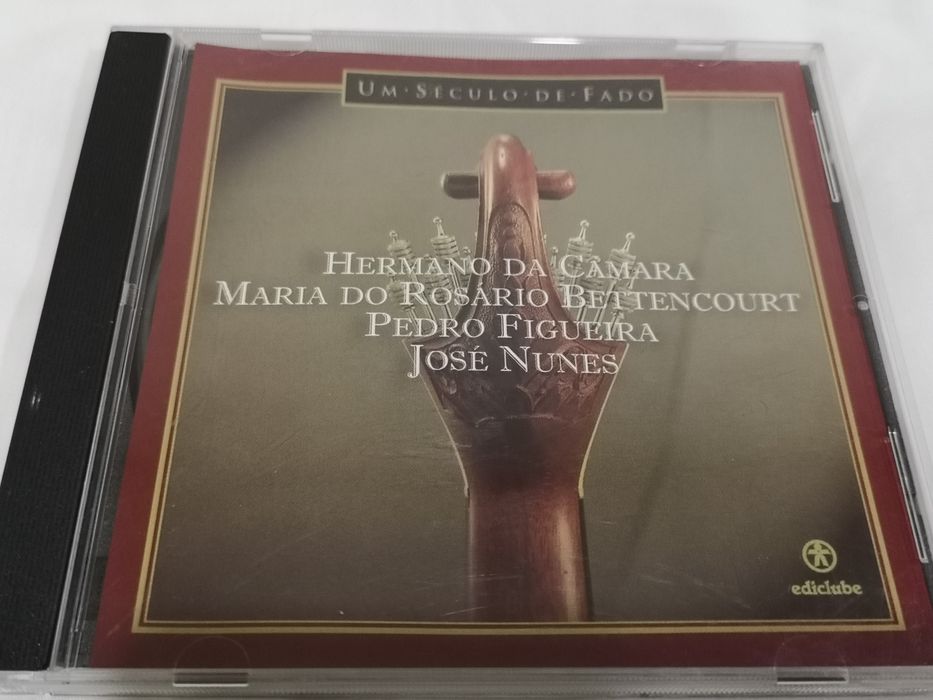 UM · SÉCULO · DE · FADO
HERMANO DA CÂMARA
MARIA DO ROSÁRIO BETTENCOURT
PEDRO FIGUEIRA
JOSÉ NUNES
ediclube